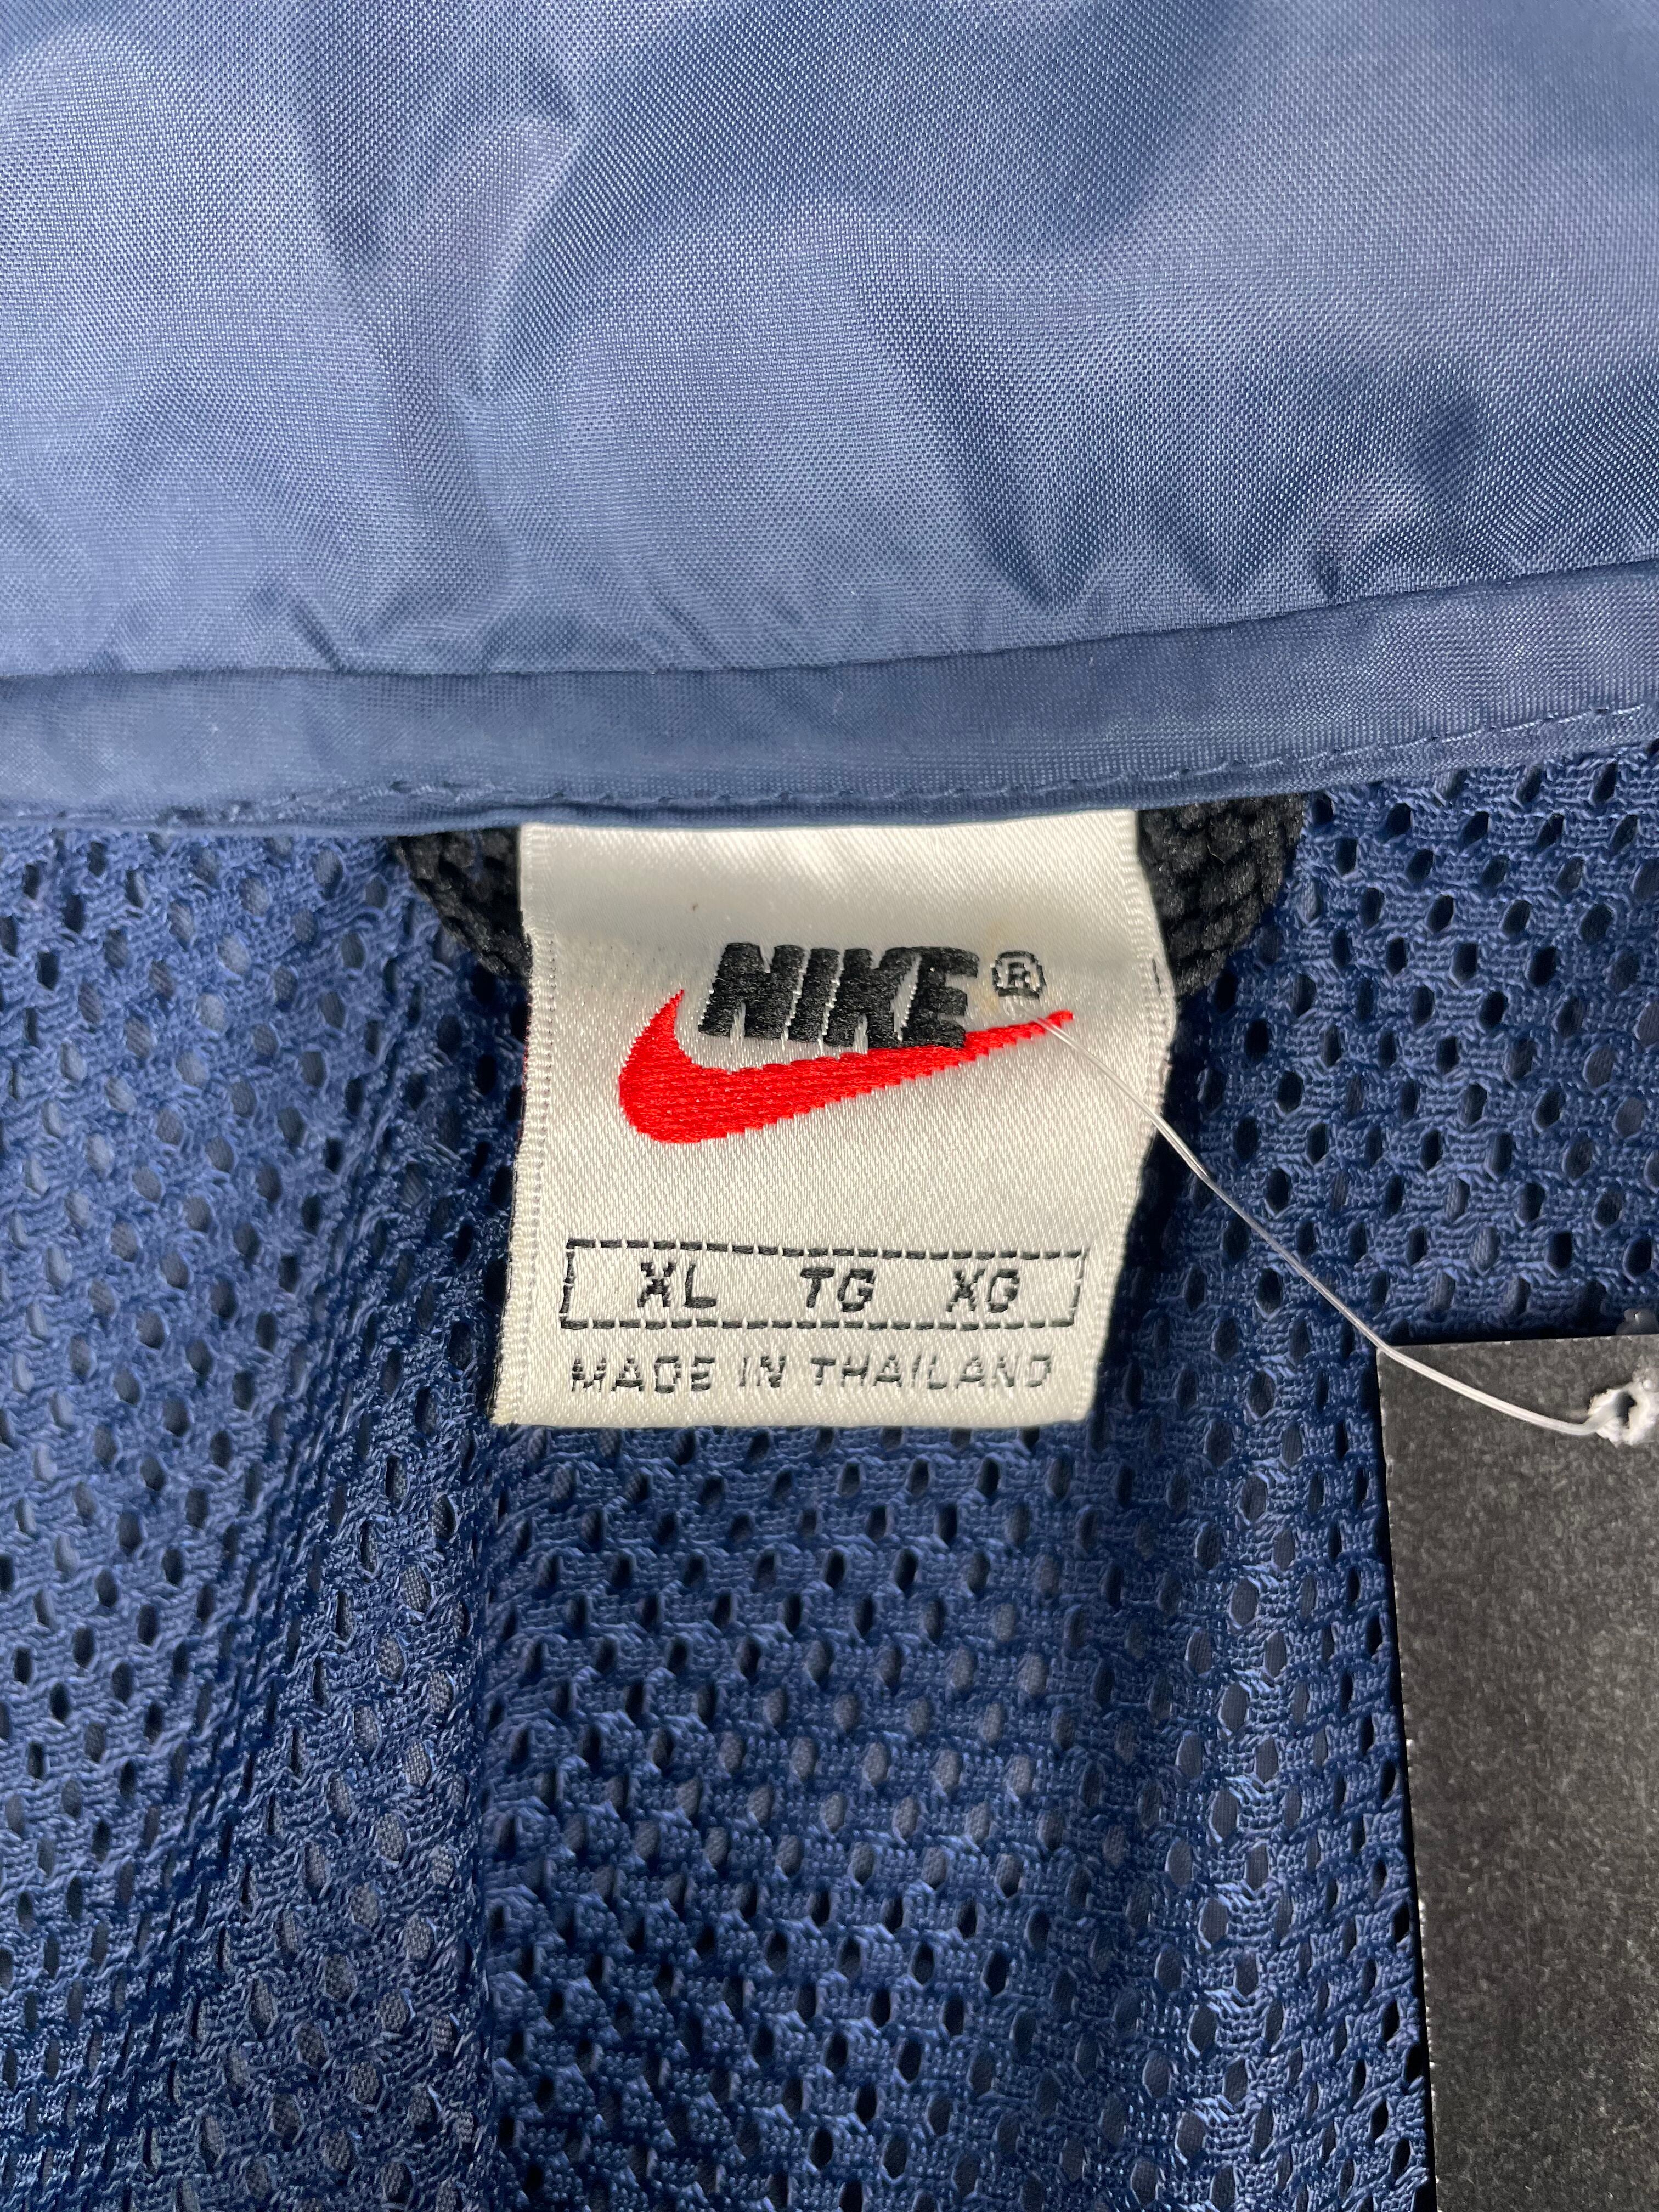 NIKE®
XL TG XG
MADE IN THAILAND